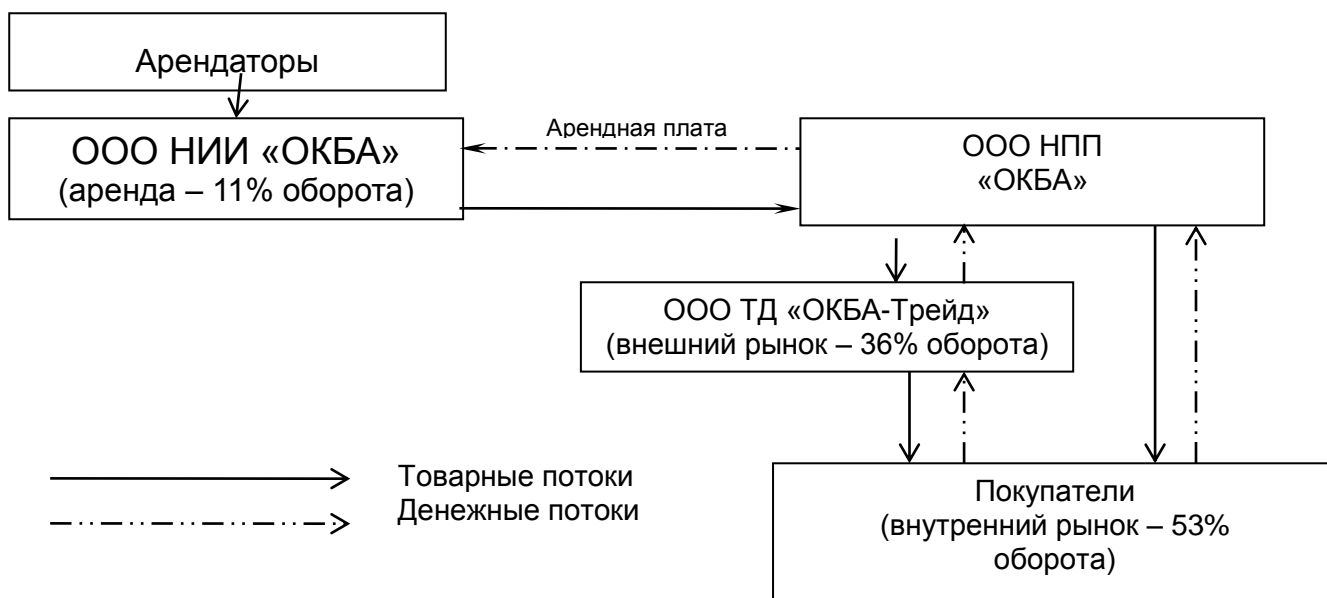 Арендаторы
ООО НИИ «ОКБА»
(аренда – 11% оборота)
Арендная плата
ООО НПП
«ОКБА»
ООО ТД «ОКБА-Трейд»
(внешний рынок – 36% оборота)
Товарные потоки
Денежные потоки
Покупатели
(внутренний рынок – 53%
оборота)